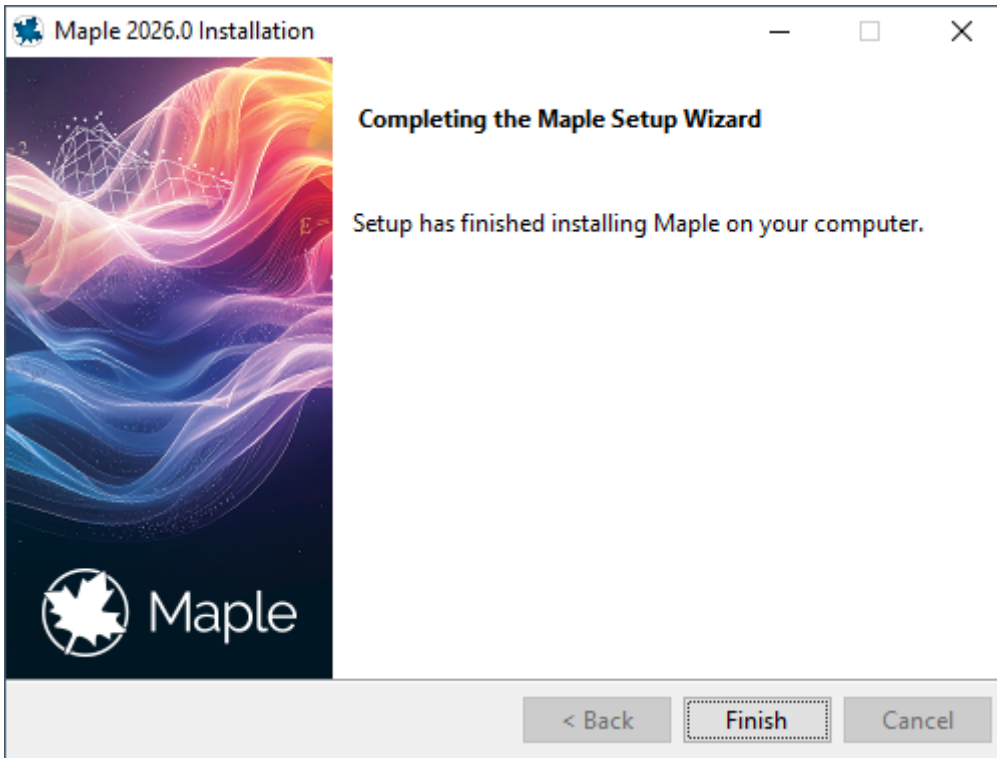 Maple 2026.0 Installation
Completing the Maple Setup Wizard
Setup has finished installing Maple on your computer.
Maple
< Back
Finish
Cancel